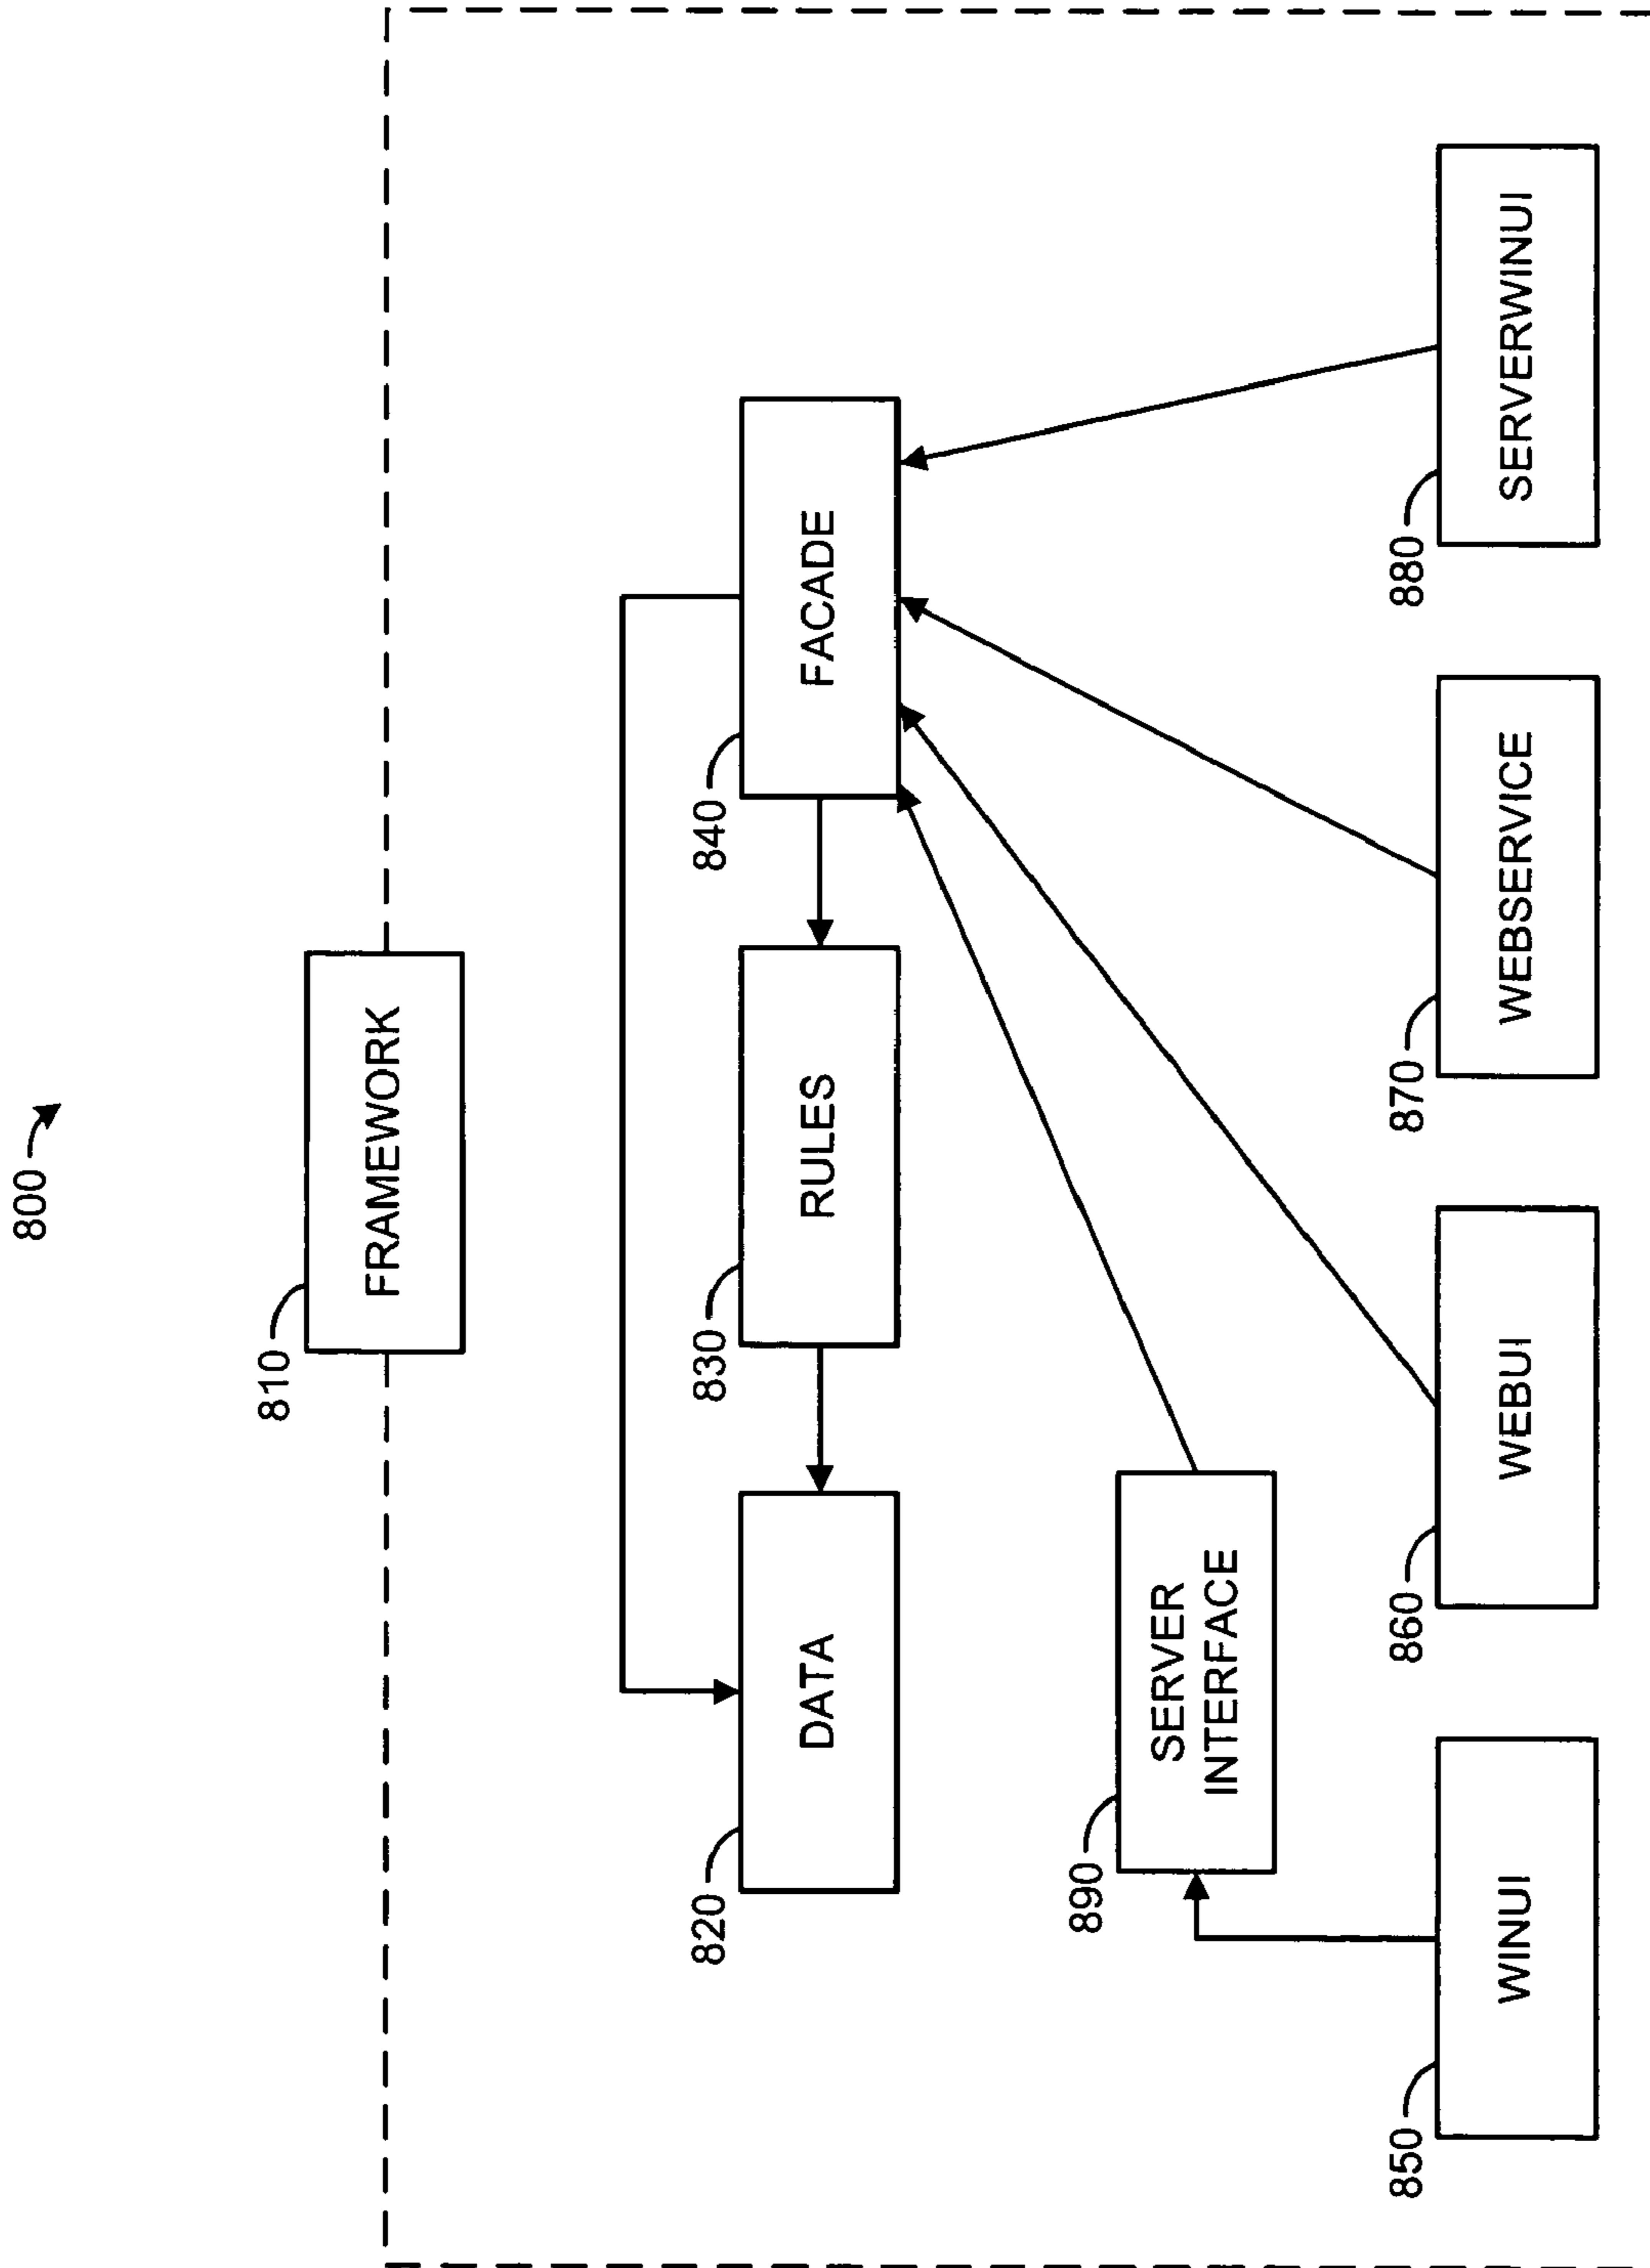 800
810
FRAMEWORK
820
DATA
830
RULES
840
FACADE
890
SERVER
INTERFACE
850
WINUI
860
WEBUI
870
WEBSERVICE
880
SERVERWINUI